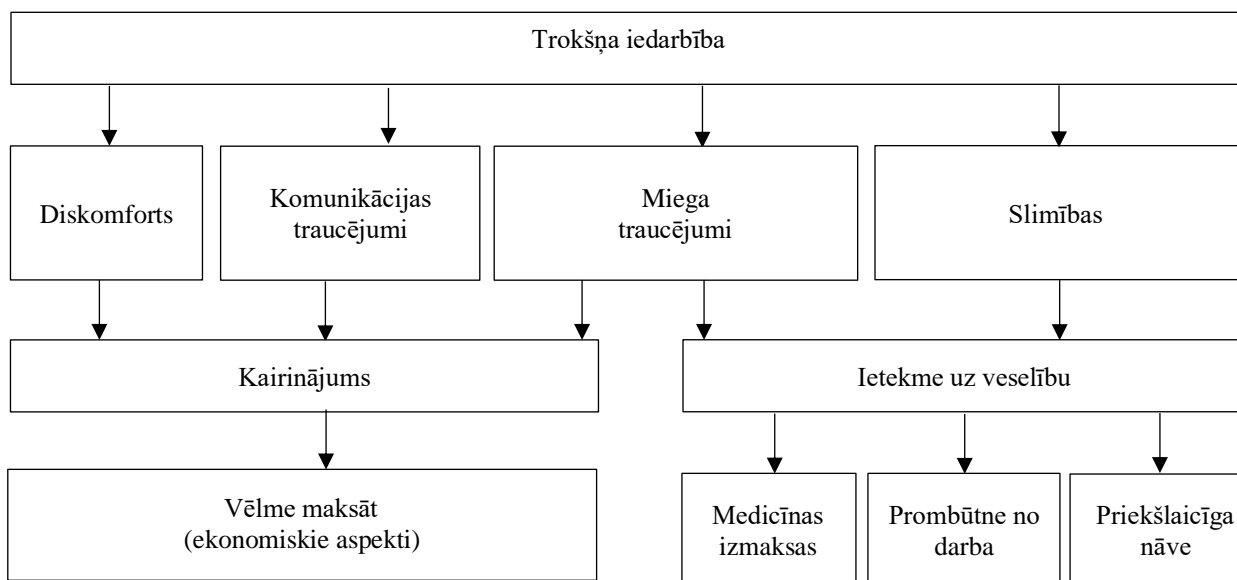 Trokšņa iedarbība
Diskomforts
Komunikācijas
traucējumi
Miega
traucējumi
Slimības
Kairinājums
Ietekme uz veselību
Vēlme maksāt
(ekonomiskie aspekti)
Medicīnas
izmaksas
Prombūtne no
darba
Priekšlaicīga
nāve